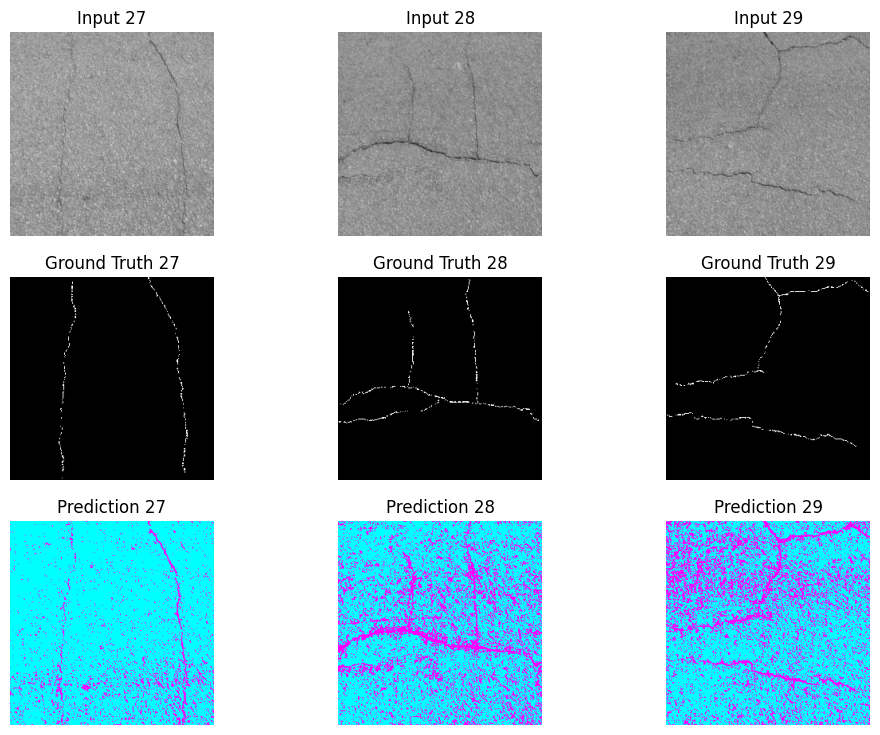 Input 27
Input 28
Input 29
Ground Truth 27
Ground Truth 28
Ground Truth 29
Prediction 27
Prediction 28
Prediction 29